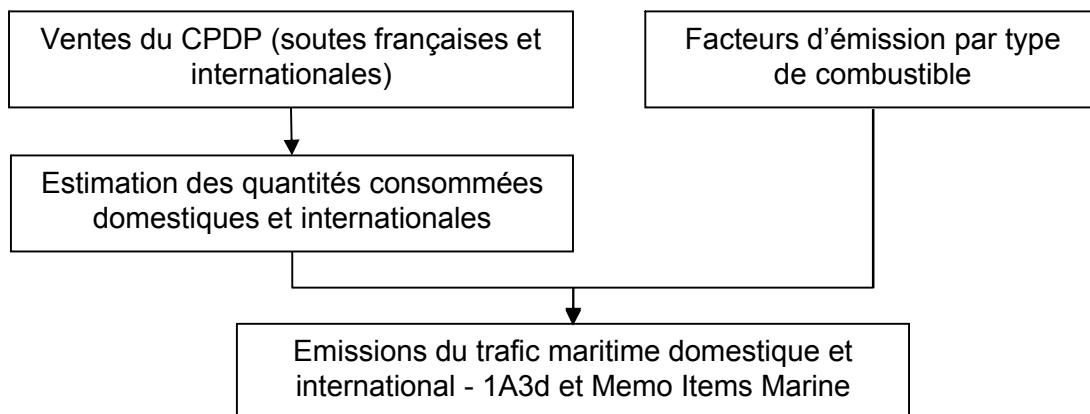 Ventes du CPDP (soutes françaises et
internationales)
Facteurs d’émission par type
de combustible
Estimation des quantités consommées
domestiques et internationales
Emissions du trafic maritime domestique et
international - 1A3d et Memo Items Marine